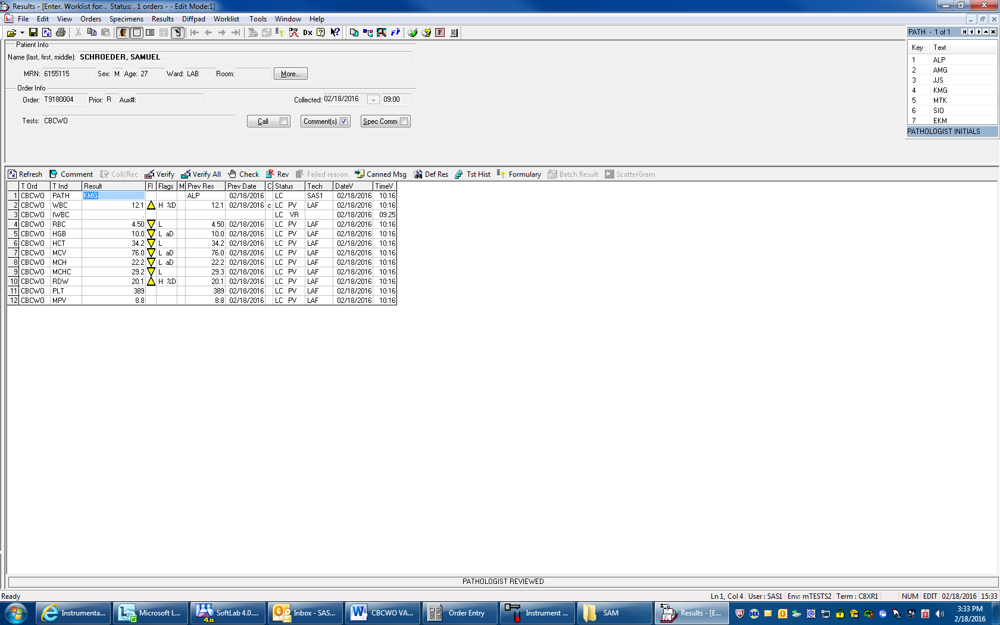 Results - [Enter. Worklist for: . Status: . 1 orders - - Edit Mode:1]
File Edit View Orders Specimens Results Diffpad Worklist Tools Window Help
Dx ? F
PATH - 1 of 1
Key Text
1 ALP
2 AMG
3 JJS
4 KMG
5 MTK
6 SIO
7 EKM
PATHOLOGIST INITIALS
Patient Info
Name (last, first, middle): SCHROEDER, SAMUEL
MRN: 6155115 Sex: M Age: 27 Ward: LAB Room: More...
Order Info
Order: T9180004 Prior: R Aux#: Collected: 02/18/2016 09:00
Tests: CBCWO Call Comment(s) Spec Comm
Refresh Comment Coll/Rec Verify Verify All Check Rev Failed reason Canned Msg Def Res Tst Hist Formulary Batch Result ScatterGram
T Ord T Ind Result Fl Flags M Prev Res Prev Date C Status Tech DateV TimeV
1 CBCWO PATH KMG ALP 02/18/2016 LC SAS1 02/18/2016 10:16
2 CBCWO WBC 12.1 H %D 12.1 02/18/2016 c LC PV LAF 02/18/2016 10:16
3 CBCWO IWBC . LC VR 02/18/2016 09:25
4 CBCWO RBC 4.50 L 4.50 02/18/2016 LC PV LAF 02/18/2016 10:16
5 CBCWO HGB 10.0 L aD 10.0 02/18/2016 LC PV LAF 02/18/2016 10:16
6 CBCWO HCT 34.2 L 34.2 02/18/2016 LC PV LAF 02/18/2016 10:16
7 CBCWO MCV 76.0 L aD 76.0 02/18/2016 LC PV LAF 02/18/2016 10:16
8 CBCWO MCH 22.2 L aD 22.2 02/18/2016 LC PV LAF 02/18/2016 10:16
9 CBCWO MCHC 29.2 L 29.3 02/18/2016 LC PV LAF 02/18/2016 10:16
10 CBCWO RDW 20.1 H %D 20.1 02/18/2016 LC PV LAF 02/18/2016 10:16
11 CBCWO PLT 389 389 02/18/2016 LC PV LAF 02/18/2016 10:16
12 CBCWO MPV 8.8 8.8 02/18/2016 LC PV LAF 02/18/2016 10:16
PATHOLOGIST REVIEWED
Ready Ln 1, Col 4 User : SAS1 Env: mTESTS2 Term : C8XR1 NUM EDIT 02/18/2016 15:33
Instrumenta... Microsoft L... SoftLab 4.0.... Inbox - SAS... CBCWO VA... Order Entry Instrument ... SAM Results - [E... 3:33 PM
2/18/2016